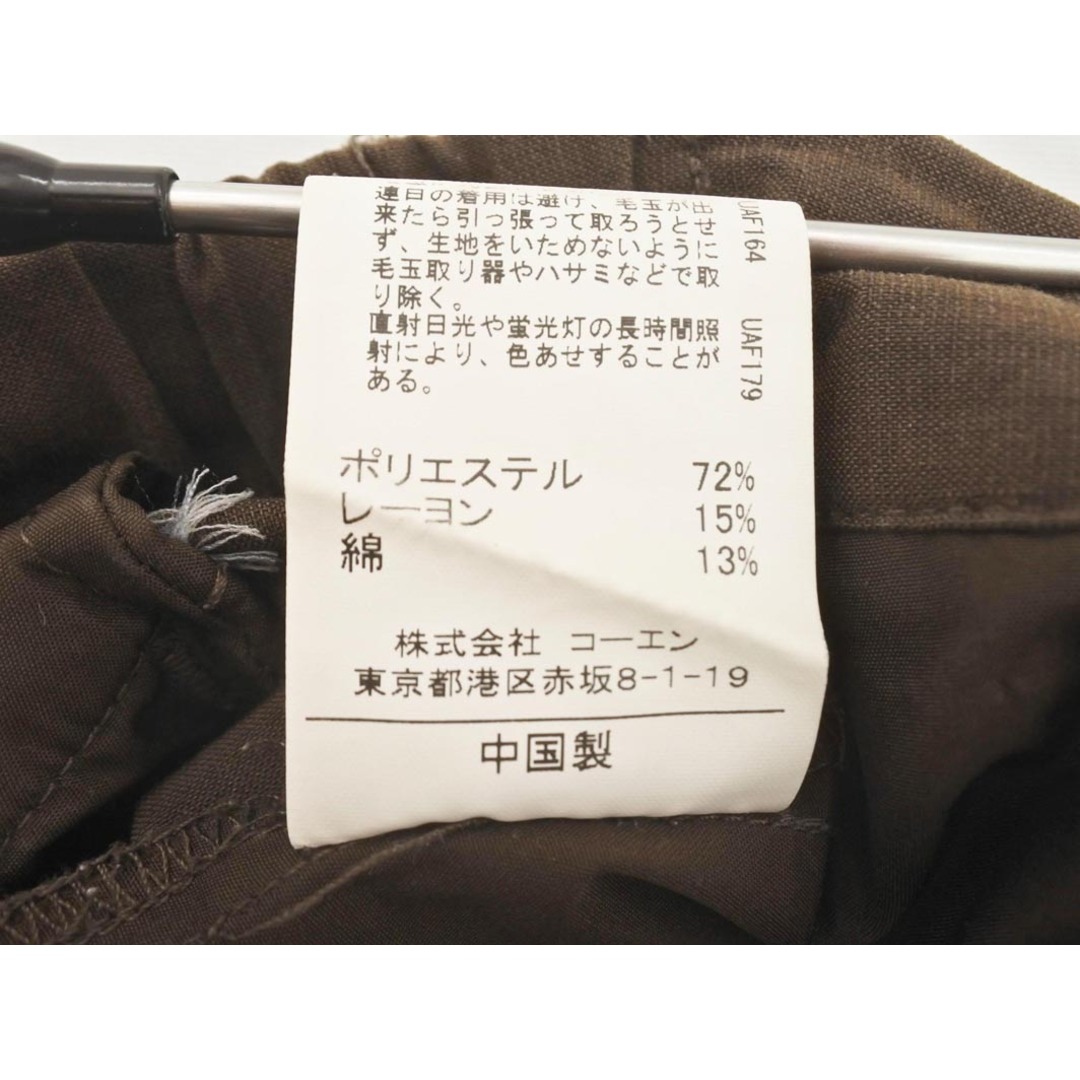 連日の着用は避け、毛玉が出
来たら引っ張って取ろうとせ
ず、生地をいためないように
毛玉取り器やハサミなどで取
り除く。
直射日光や蛍光灯の長時間照
射により、色あせすることが
ある。
UAF164 UAF179
ポリエステル 72%
レーヨン 15%
綿 13%
株式会社 コーエン
東京都港区赤坂8-1-19
中国製